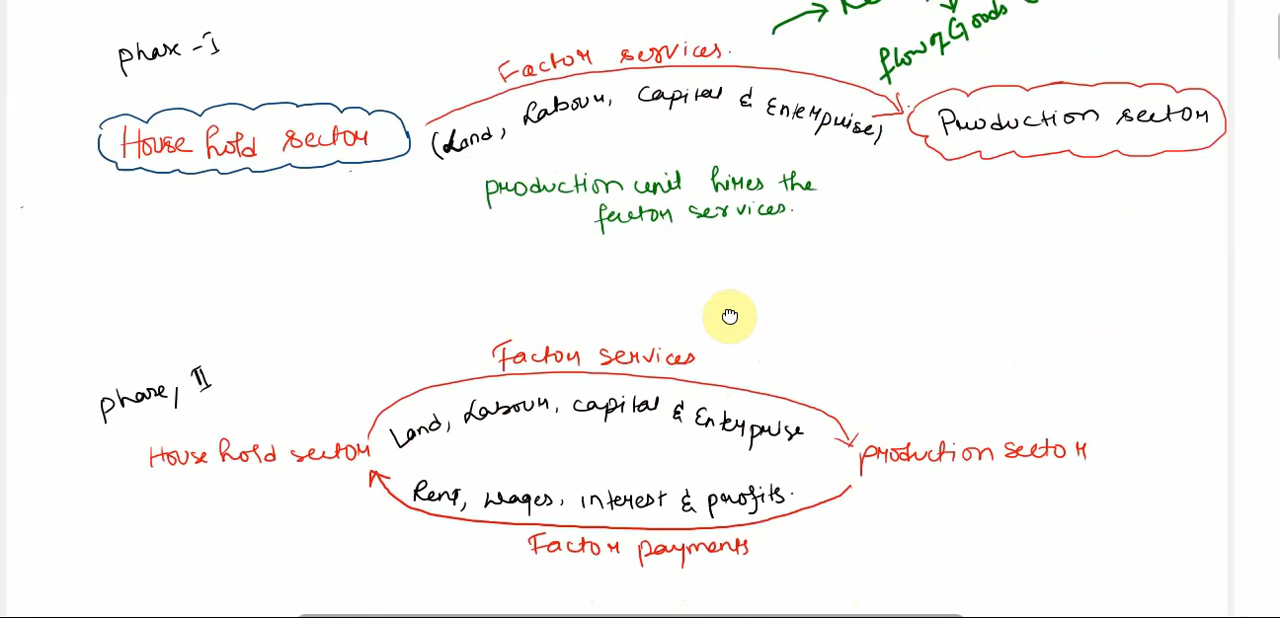 phase - I
flow of Goods
Factor services.
(Land, Labour, Capital & Enterpruise)
House hold sector
Production sector
production unit hires the
factor services.
phase, II
Factor services
Land, Labour, capital & Enterpruise
House hold sector
production sector
Rent, wages, interest & profits.
Factor payments